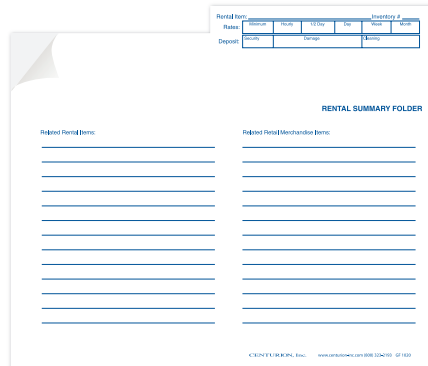 Rental Item: Inventory #
Rates: Minimum Hours 1/2 Day Day Week Month
Deposit: Security Damage Cleaning
RENTAL SUMMARY FOLDER
Related Rental Items: Related Retail Merchandise Items:
CENTURION, Inc.